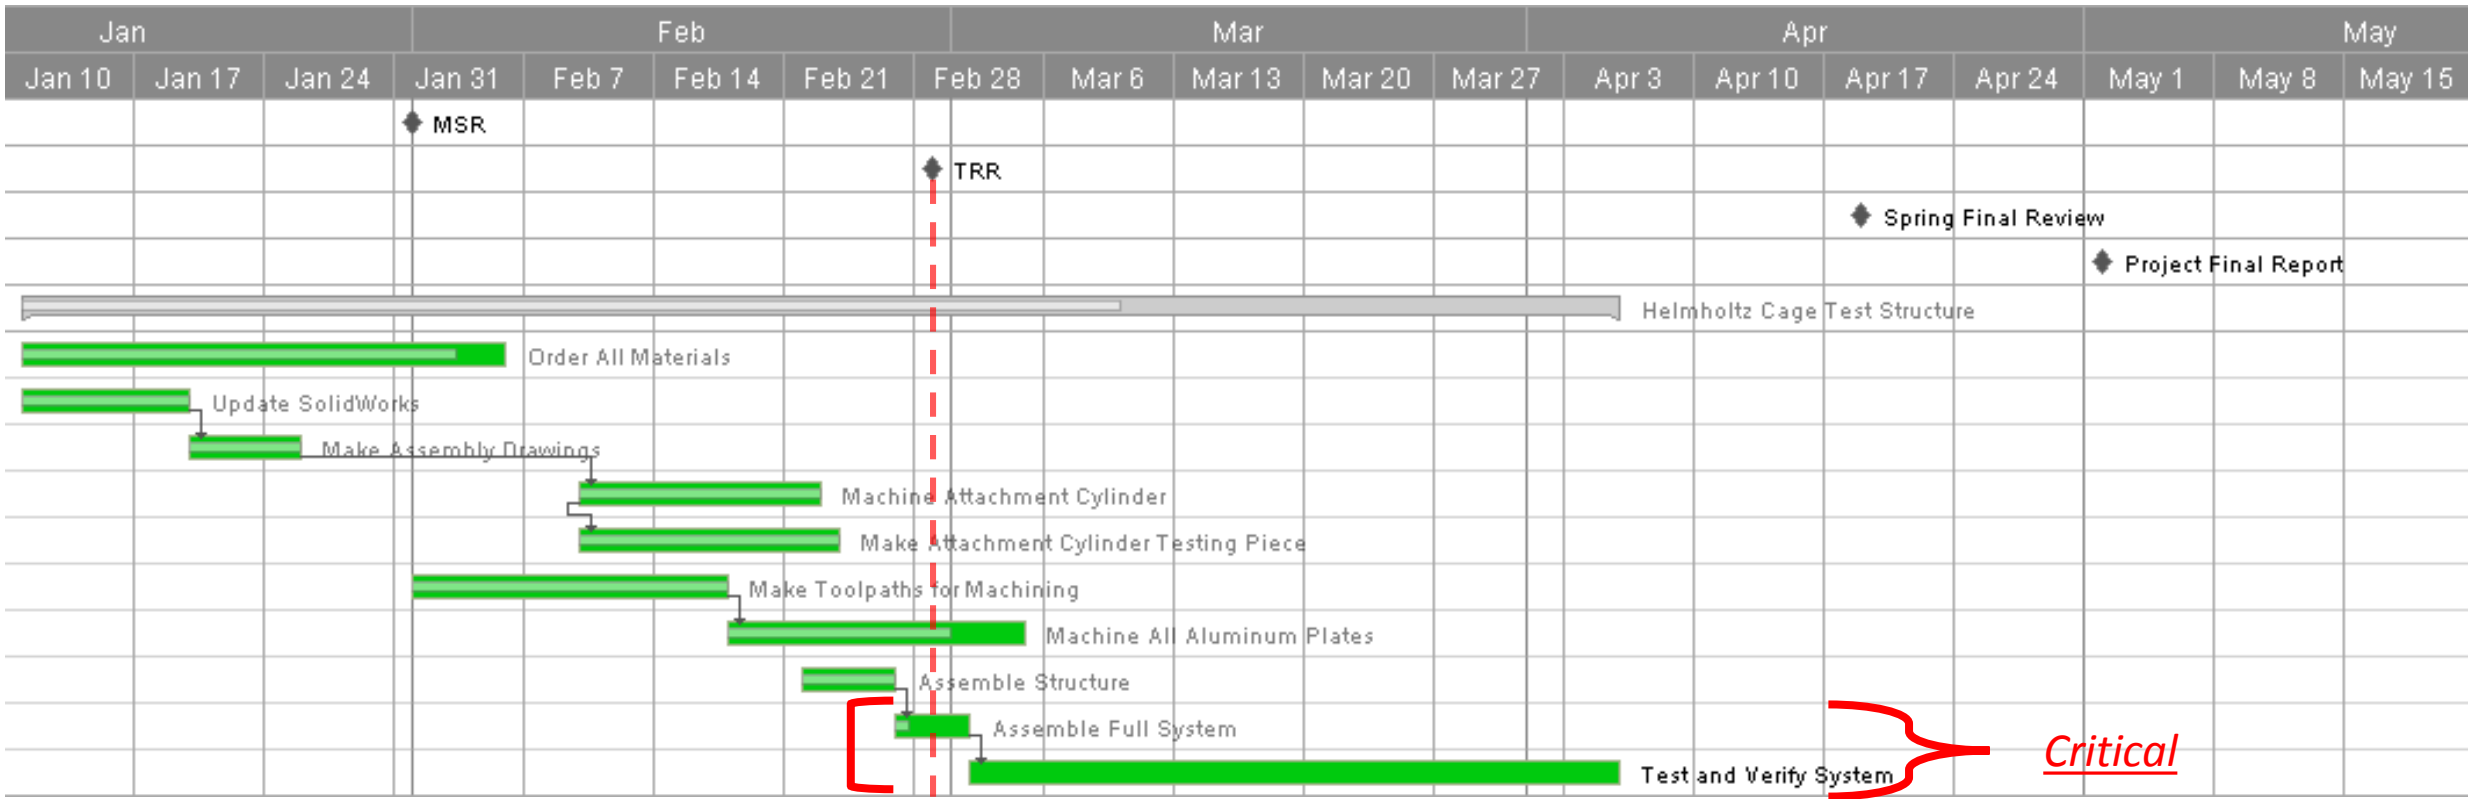 Jan Feb Mar Apr May
Jan 10 Jan 17 Jan 24 Jan 31 Feb 7 Feb 14 Feb 21 Feb 28 Mar 6 Mar 13 Mar 20 Mar 27 Apr 3 Apr 10 Apr 17 Apr 24 May 1 May 8 May 15
MSR
TRR
Spring Final Review
Project Final Report
Helmholtz Cage Test Structure
Order All Materials
Update SolidWorks
Make Assembly Drawings
Machine Attachment Cylinder
Make Attachment Cylinder Testing Piece
Make Toolpaths for Machining
Machine All Aluminum Plates
Assemble Structure
Assemble Full System
Critical
Test and Verify System